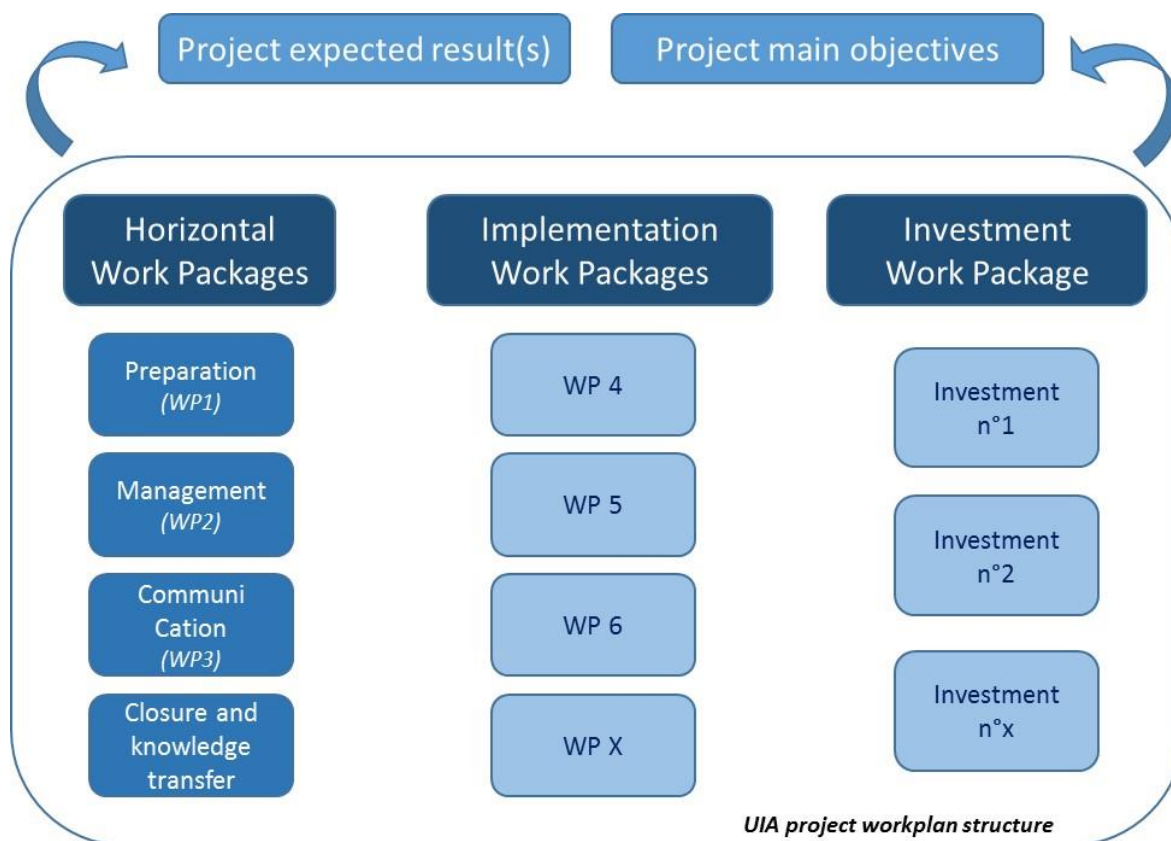 Project expected result(s)
Project main objectives
Horizontal
Work Packages
Implementation
Work Packages
Investment
Work Package
Preparation
(WP1)
Management
(WP2)
Communi
Cation
(WP3)
Closure and
knowledge
transfer
WP 4
WP 5
WP 6
WP X
Investment
n°1
Investment
n°2
Investment
n°x
UIA project workplan structure